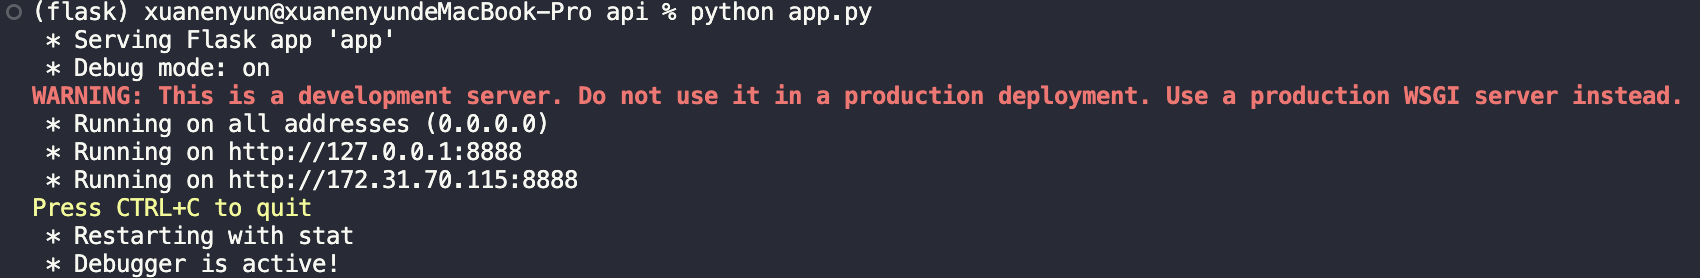 (flask) xuanenyun@xuanenyundeMacBook-Pro api % python app.py
* Serving Flask app 'app'
* Debug mode: on
WARNING: This is a development server. Do not use it in a production deployment. Use a production WSGI server instead.
* Running on all addresses (0.0.0.0)
* Running on http://127.0.0.1:8888
* Running on http://172.31.70.115:8888
Press CTRL+C to quit
* Restarting with stat
* Debugger is active!